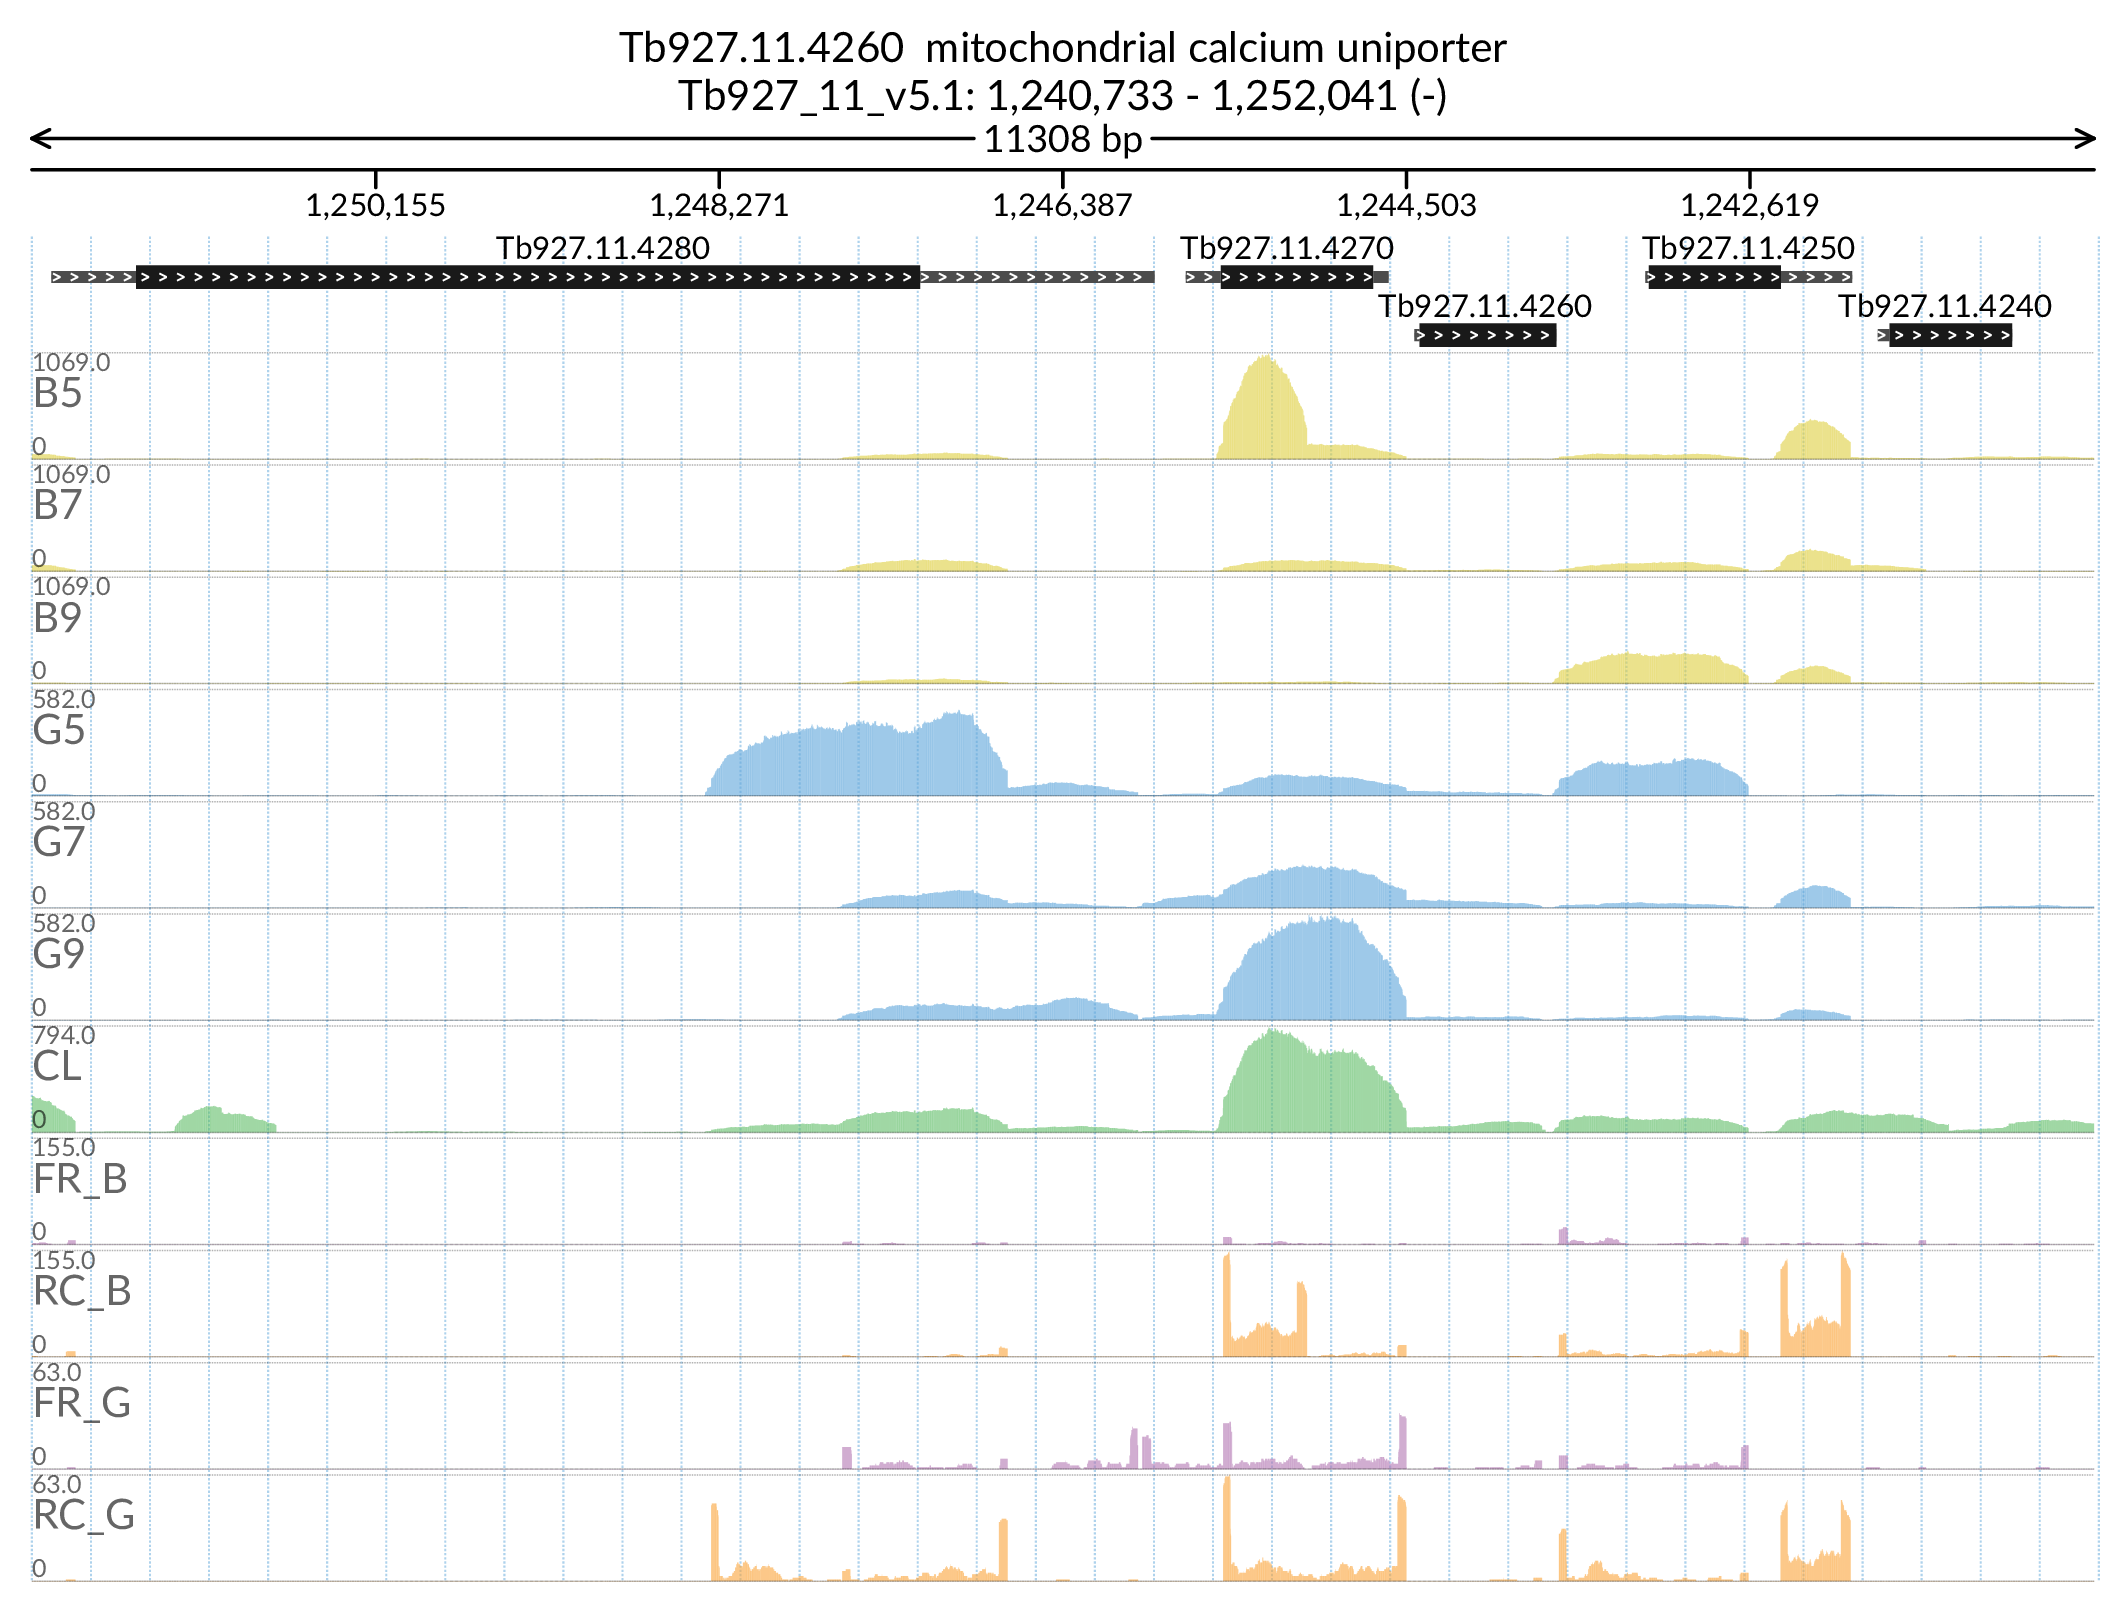 Tb927.11.4260  mitochondrial calcium uniporter
Tb927_11_v5.1: 1,240,733 - 1,252,041 (-)
11308 bp
1,250,155 1,248,271 1,246,387 1,244,503 1,242,619
Tb927.11.4280 Tb927.11.4270 Tb927.11.4250
Tb927.11.4260 Tb927.11.4240
1069.0
B5
0
1069.0
B7
0
1069.0
B9
0
582.0
G5
0
582.0
G7
0
582.0
G9
0
794.0
CL
0
155.0
FR_B
0
155.0
RC_B
0
63.0
FR_G
0
63.0
RC_G
0